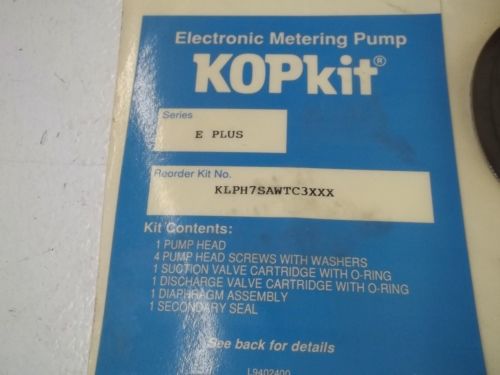 Electronic Metering Pump
KOPkit®
Series
E PLUS
Reorder Kit No.
KLPH7SAWTC3XXX
Kit Contents:
1 PUMP HEAD
4 PUMP HEAD SCREWS WITH WASHERS
1 SUCTION VALVE CARTRIDGE WITH O-RING
1 DISCHARGE VALVE CARTRIDGE WITH O-RING
1 DIAPHRAGM ASSEMBLY
1 SECONDARY SEAL
See back for details
L9402400